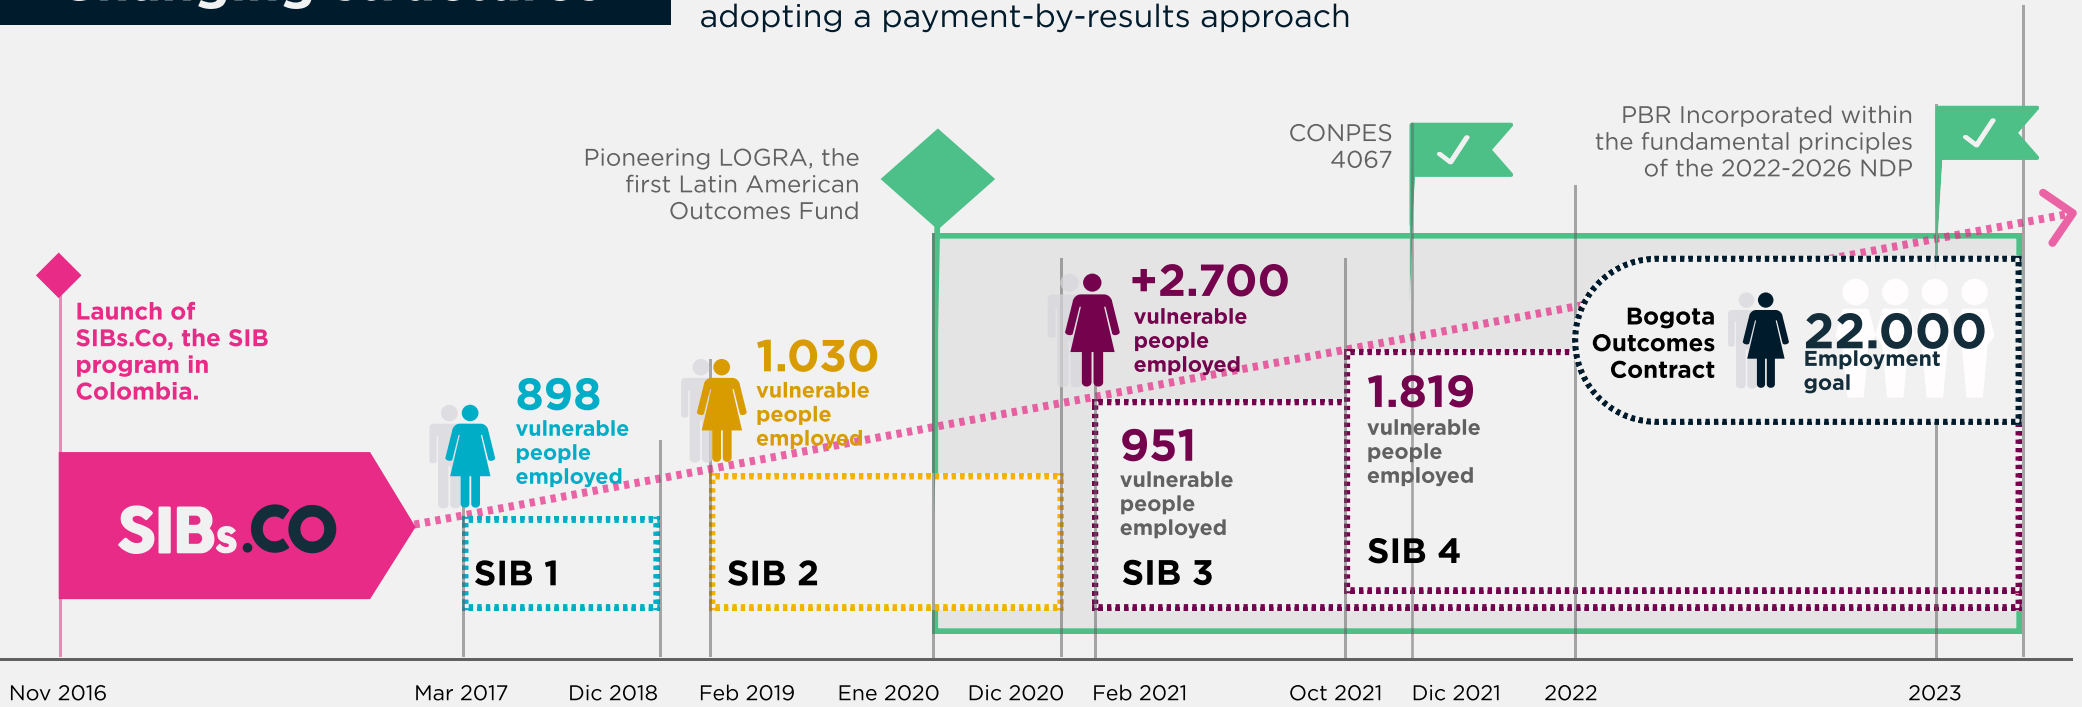 adopting a payment-by-results approach
Pioneering LOGRA, the
first Latin American
Outcomes Fund
CONPES
4067
PBR Incorporated within
the fundamental principles
of the 2022-2026 NDP
Launch of
SIBs.Co, the SIB
program in
Colombia.
SIBs.CO
898
vulnerable
people
employed
SIB 1
1.030
vulnerable
people
employed
SIB 2
+2.700
vulnerable
people
employed
951
vulnerable
people
employed
SIB 3
1.819
vulnerable
people
employed
SIB 4
Bogota
Outcomes
Contract
22.000
Employment
goal
Nov 2016
Mar 2017
Dic 2018
Feb 2019
Ene 2020
Dic 2020
Feb 2021
Oct 2021
Dic 2021
2022
2023